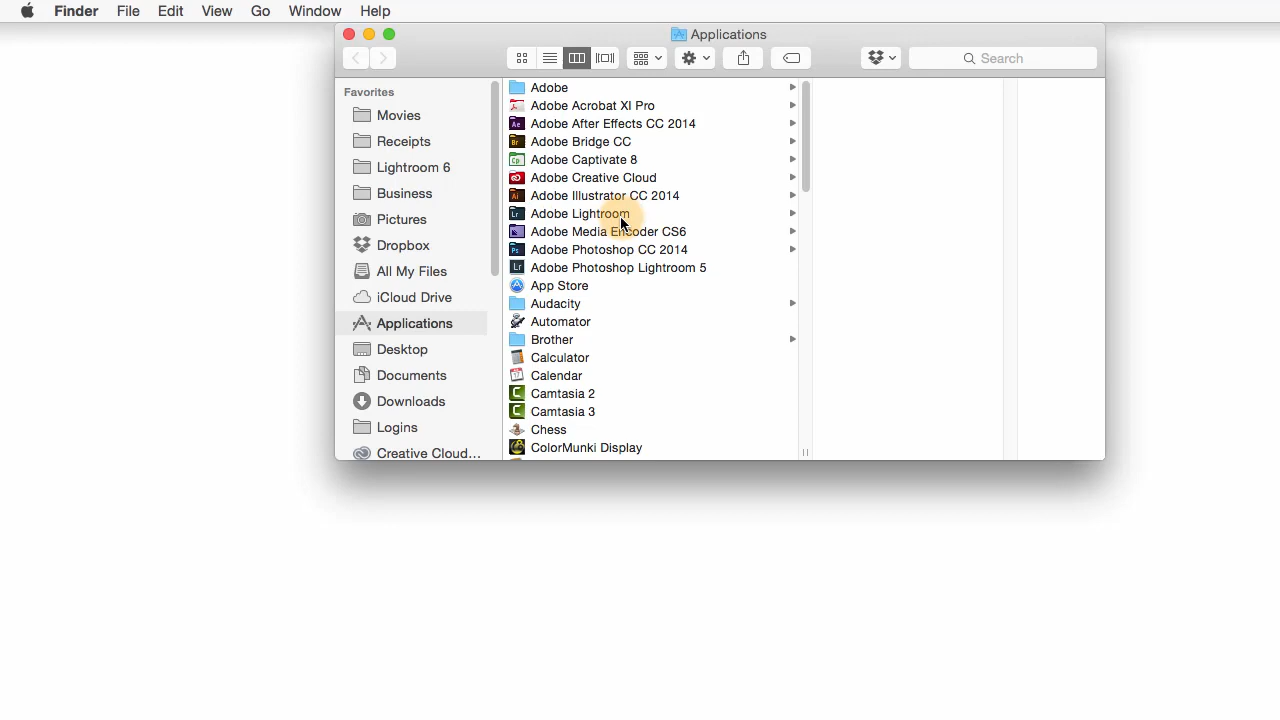 Finder File Edit View Go Window Help
Applications
Search
Favorites
Movies
Receipts
Lightroom 6
Business
Pictures
Dropbox
All My Files
iCloud Drive
Applications
Desktop
Documents
Downloads
Logins
Creative Cloud...
Adobe
Adobe Acrobat XI Pro
Adobe After Effects CC 2014
Adobe Bridge CC
Adobe Captivate 8
Adobe Creative Cloud
Adobe Illustrator CC 2014
Adobe Lightroom
Adobe Media Encoder CS6
Adobe Photoshop CC 2014
Adobe Photoshop Lightroom 5
App Store
Audacity
Automator
Brother
Calculator
Calendar
Camtasia 2
Camtasia 3
Chess
ColorMunki Display